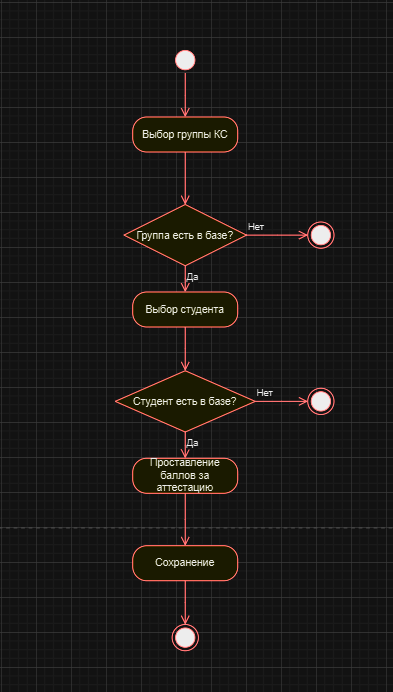 Выбор группы КС
Группа есть в базе?
Нет
Да
Выбор студента
Студент есть в базе?
Нет
Да
Проставление
баллов за
аттестацию
Сохранение